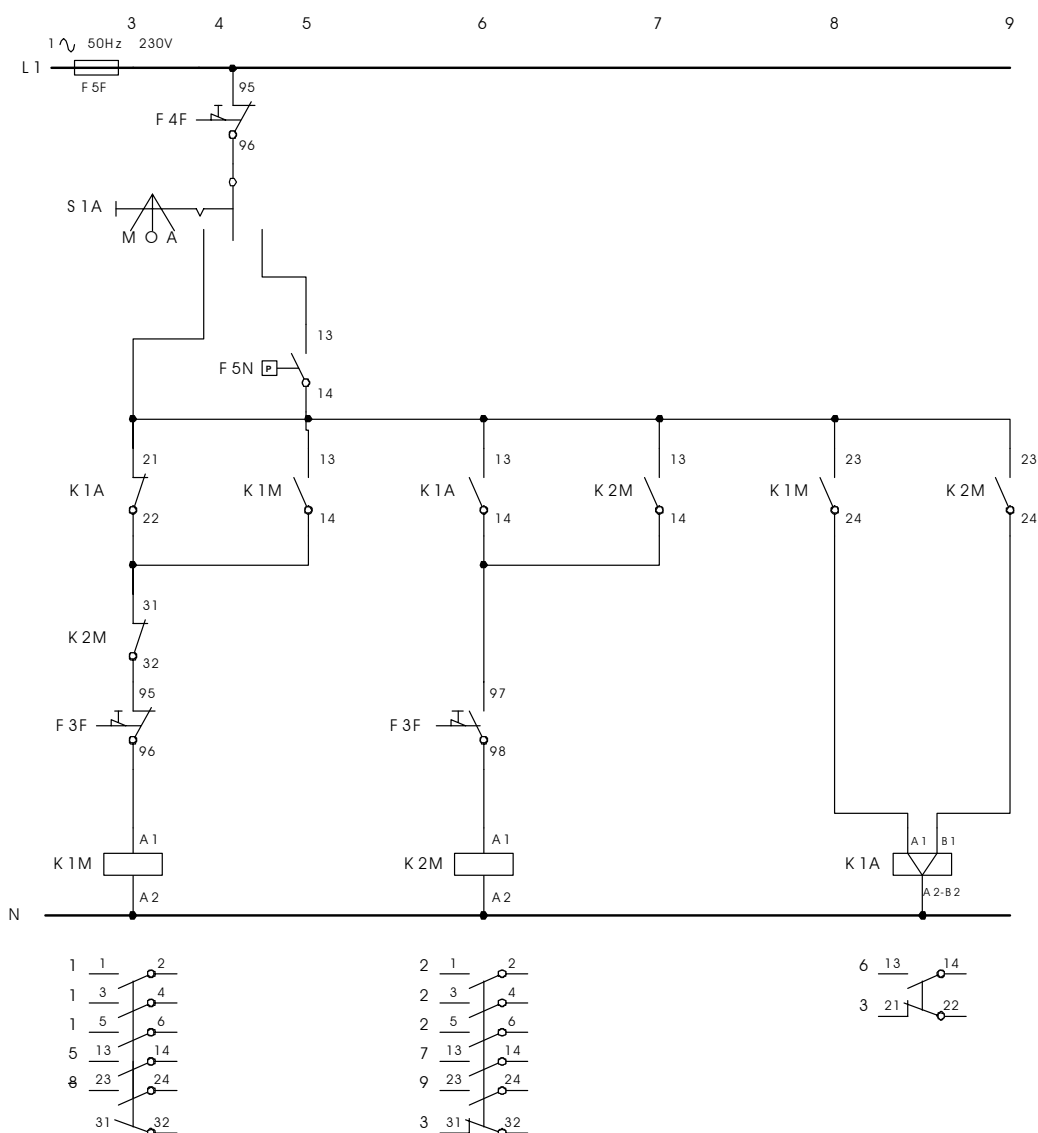 3 4 5 6 7 8 9
1 50Hz 230V
L1
F5F
95
F4F
96
S1A
M O A
13
F5N P
14
21 13 13 13 23 23
K1A K1M K1A K2M K1M K2M
22 14 14 14 24 24
31
K2M
32
95 97
F3F F3F
96 98
A1 A1 A1 B1
K1M K2M K1A
A2 A2 A2-B2
N
1 1 2 2 1 2 6 13 14
1 3 4 2 3 4 3 21 22
1 5 6 2 5 6
5 13 14 7 13 14
8 23 24 9 23 24
31 32 3 31 32